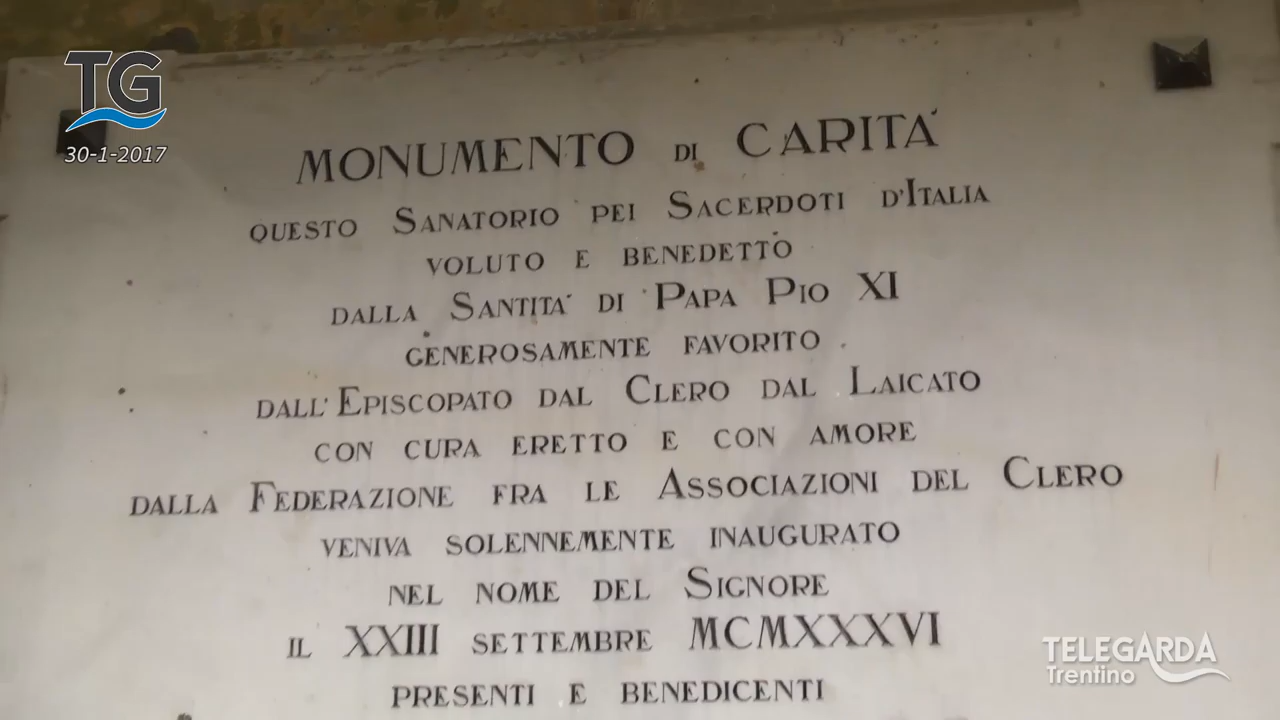 TG
30-1-2017
MONUMENTO DI CARITA'
QUESTO SANATORIO PEI SACERDOTI D'ITALIA
VOLUTO E BENEDETTO
DALLA SANTITA' DI PAPA PIO XI
GENEROSAMENTE FAVORITO
DALL'EPISCOPATO DAL CLERO DAL LAICATO
CON CURA ERETTO E CON AMORE
DALLA FEDERAZIONE FRA LE ASSOCIAZIONI DEL CLERO
VENIVA SOLENNEMENTE INAUGURATO
NEL NOME DEL SIGNORE
IL XXIII SETTEMBRE MCMXXXVI
PRESENTI E BENEDICENTI
TELEGARDA
Trentino